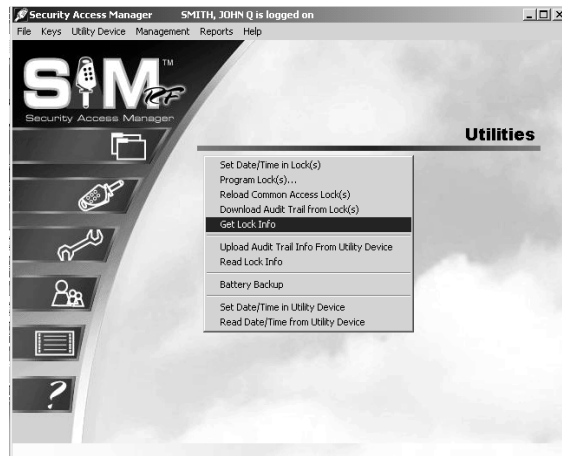 Security Access Manager SMITH, JOHN Q is logged on
File Keys Utility Device Management Reports Help
SAM TM
RF
Security Access Manager
Utilities
Set Date/Time in Lock(s)
Program Lock(s)...
Reload Common Access Lock(s)
Download Audit Trail from Lock(s)
Get Lock Info
Upload Audit Trail Info From Utility Device
Read Lock Info
Battery Backup
Set Date/Time in Utility Device
Read Date/Time from Utility Device
?